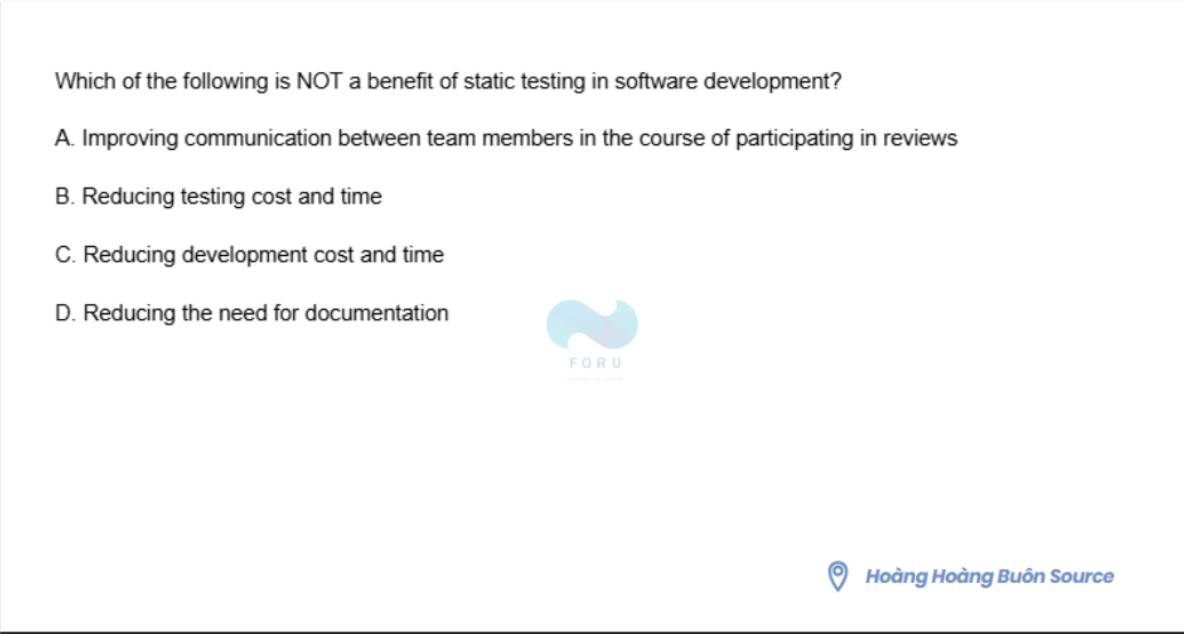 Which of the following is NOT a benefit of static testing in software development?
A. Improving communication between team members in the course of participating in reviews
B. Reducing testing cost and time
C. Reducing development cost and time
D. Reducing the need for documentation
FORU
Hoàng Hoàng Buôn Source